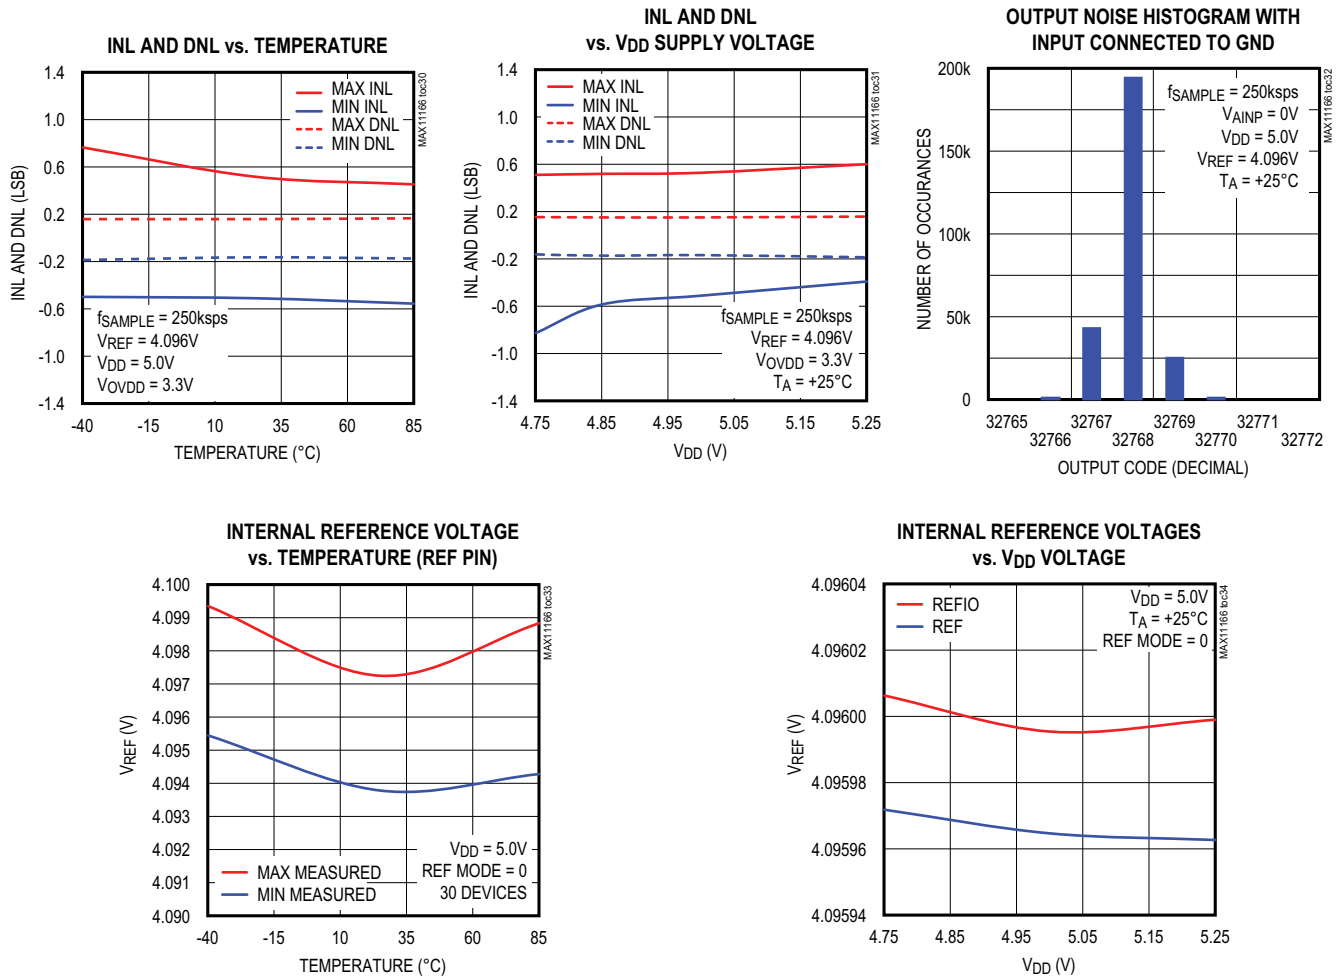 INL AND DNL vs. TEMPERATURE
1.4
1.0
0.6
0.2
-0.2
-0.6
-1.0
-1.4
INL AND DNL (LSB)
MAX INL
MIN INL
MAX DNL
MIN DNL
fSAMPLE = 250ksps
VREF = 4.096V
VDD = 5.0V
VOVDD = 3.3V
-40 -15 10 35 60 85
TEMPERATURE (°C)
MAX11166 toc30
INL AND DNL
vs. VDD SUPPLY VOLTAGE
1.4
1.0
0.6
0.2
-0.2
-0.6
-1.0
-1.4
INL AND DNL (LSB)
MAX INL
MIN INL
MAX DNL
MIN DNL
fSAMPLE = 250ksps
VREF = 4.096V
VOVDD = 3.3V
TA = +25°C
4.75 4.85 4.95 5.05 5.15 5.25
VDD (V)
MAX11166 toc31
OUTPUT NOISE HISTOGRAM WITH
INPUT CONNECTED TO GND
200k
150k
100k
50k
0
NUMBER OF OCCURANCES
fSAMPLE = 250ksps
VAINP = 0V
VDD = 5.0V
VREF = 4.096V
TA = +25°C
32765 32767 32769 32771
32766 32768 32770 32772
OUTPUT CODE (DECIMAL)
MAX11166 toc32
INTERNAL REFERENCE VOLTAGE
vs. TEMPERATURE (REF PIN)
4.100
4.099
4.098
4.097
4.096
4.095
4.094
4.093
4.092
4.091
4.090
VREF (V)
VDD = 5.0V
REF MODE = 0
30 DEVICES
MAX MEASURED
MIN MEASURED
-40 -15 10 35 60 85
TEMPERATURE (°C)
MAX11166 toc33
INTERNAL REFERENCE VOLTAGES
vs. VDD VOLTAGE
4.09604
4.09602
4.09600
4.09598
4.09596
4.09594
VREF (V)
REFIO
REF
VDD = 5.0V
TA = +25°C
REF MODE = 0
4.75 4.85 4.95 5.05 5.15 5.25
VDD (V)
MAX11166 toc34